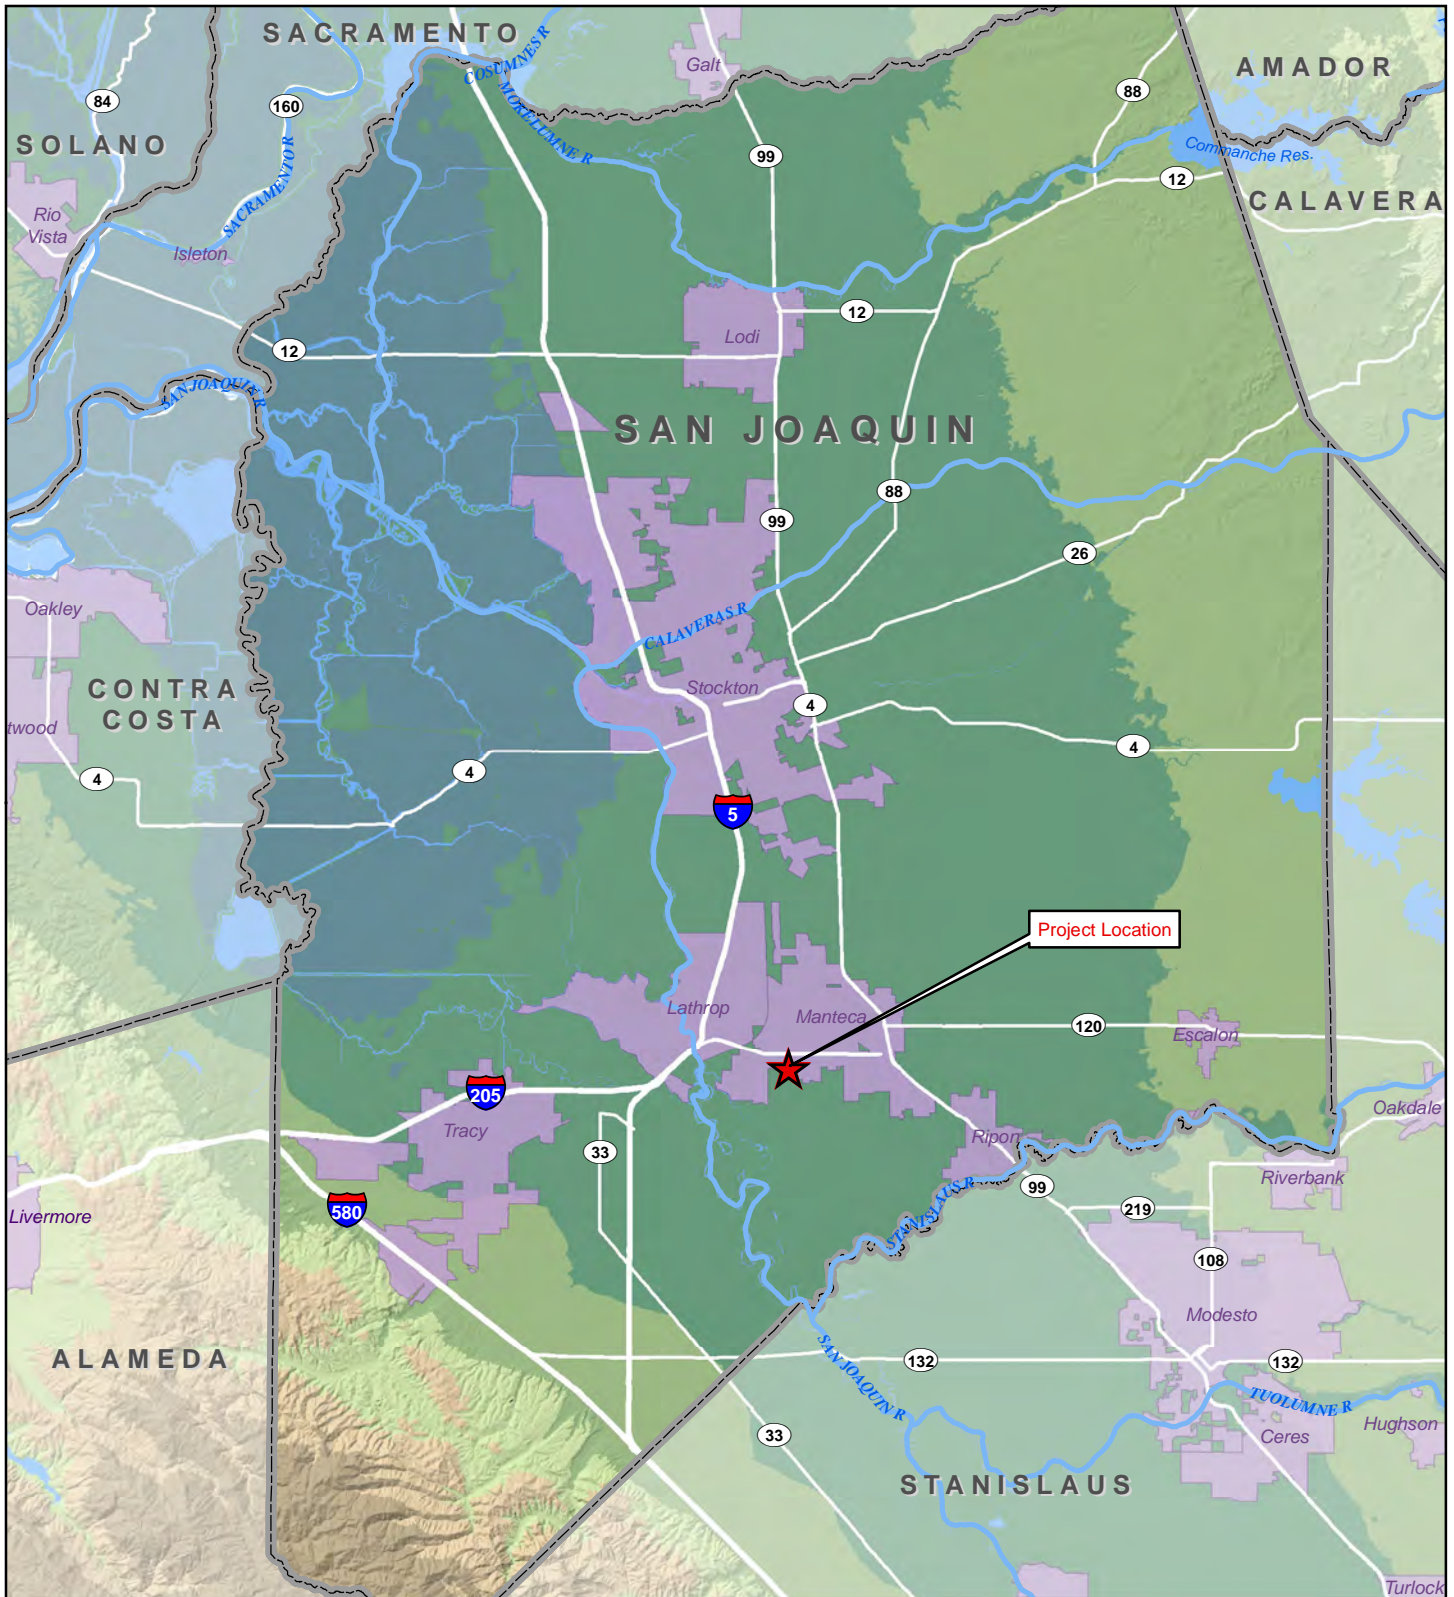 SACRAMENTO
COSUMNES R
Galt
AMADOR
84
160
88
MOKELUMNE R
SOLANO
99
Commanche Res.
SACRAMENTO R
12
CALAVERA
Rio
Vista
Isleton
12
Lodi
12
SAN JOAQUIN R
SAN JOAQUIN
88
99
26
Oakley
CALAVERAS R
CONTRA
COSTA
Stockton
4
twood
4
4
4
5
Project Location
Lathrop
Manteca
120
Escalon
205
Oakdale
Tracy
33
Ripon
Riverbank
99
580
219
Livermore
STANISLAUS R
108
Modesto
ALAMEDA
SAN JOAQUIN R
132
132
TUOLUMNE R
33
Ceres
Hughson
STANISLAUS
Turlock